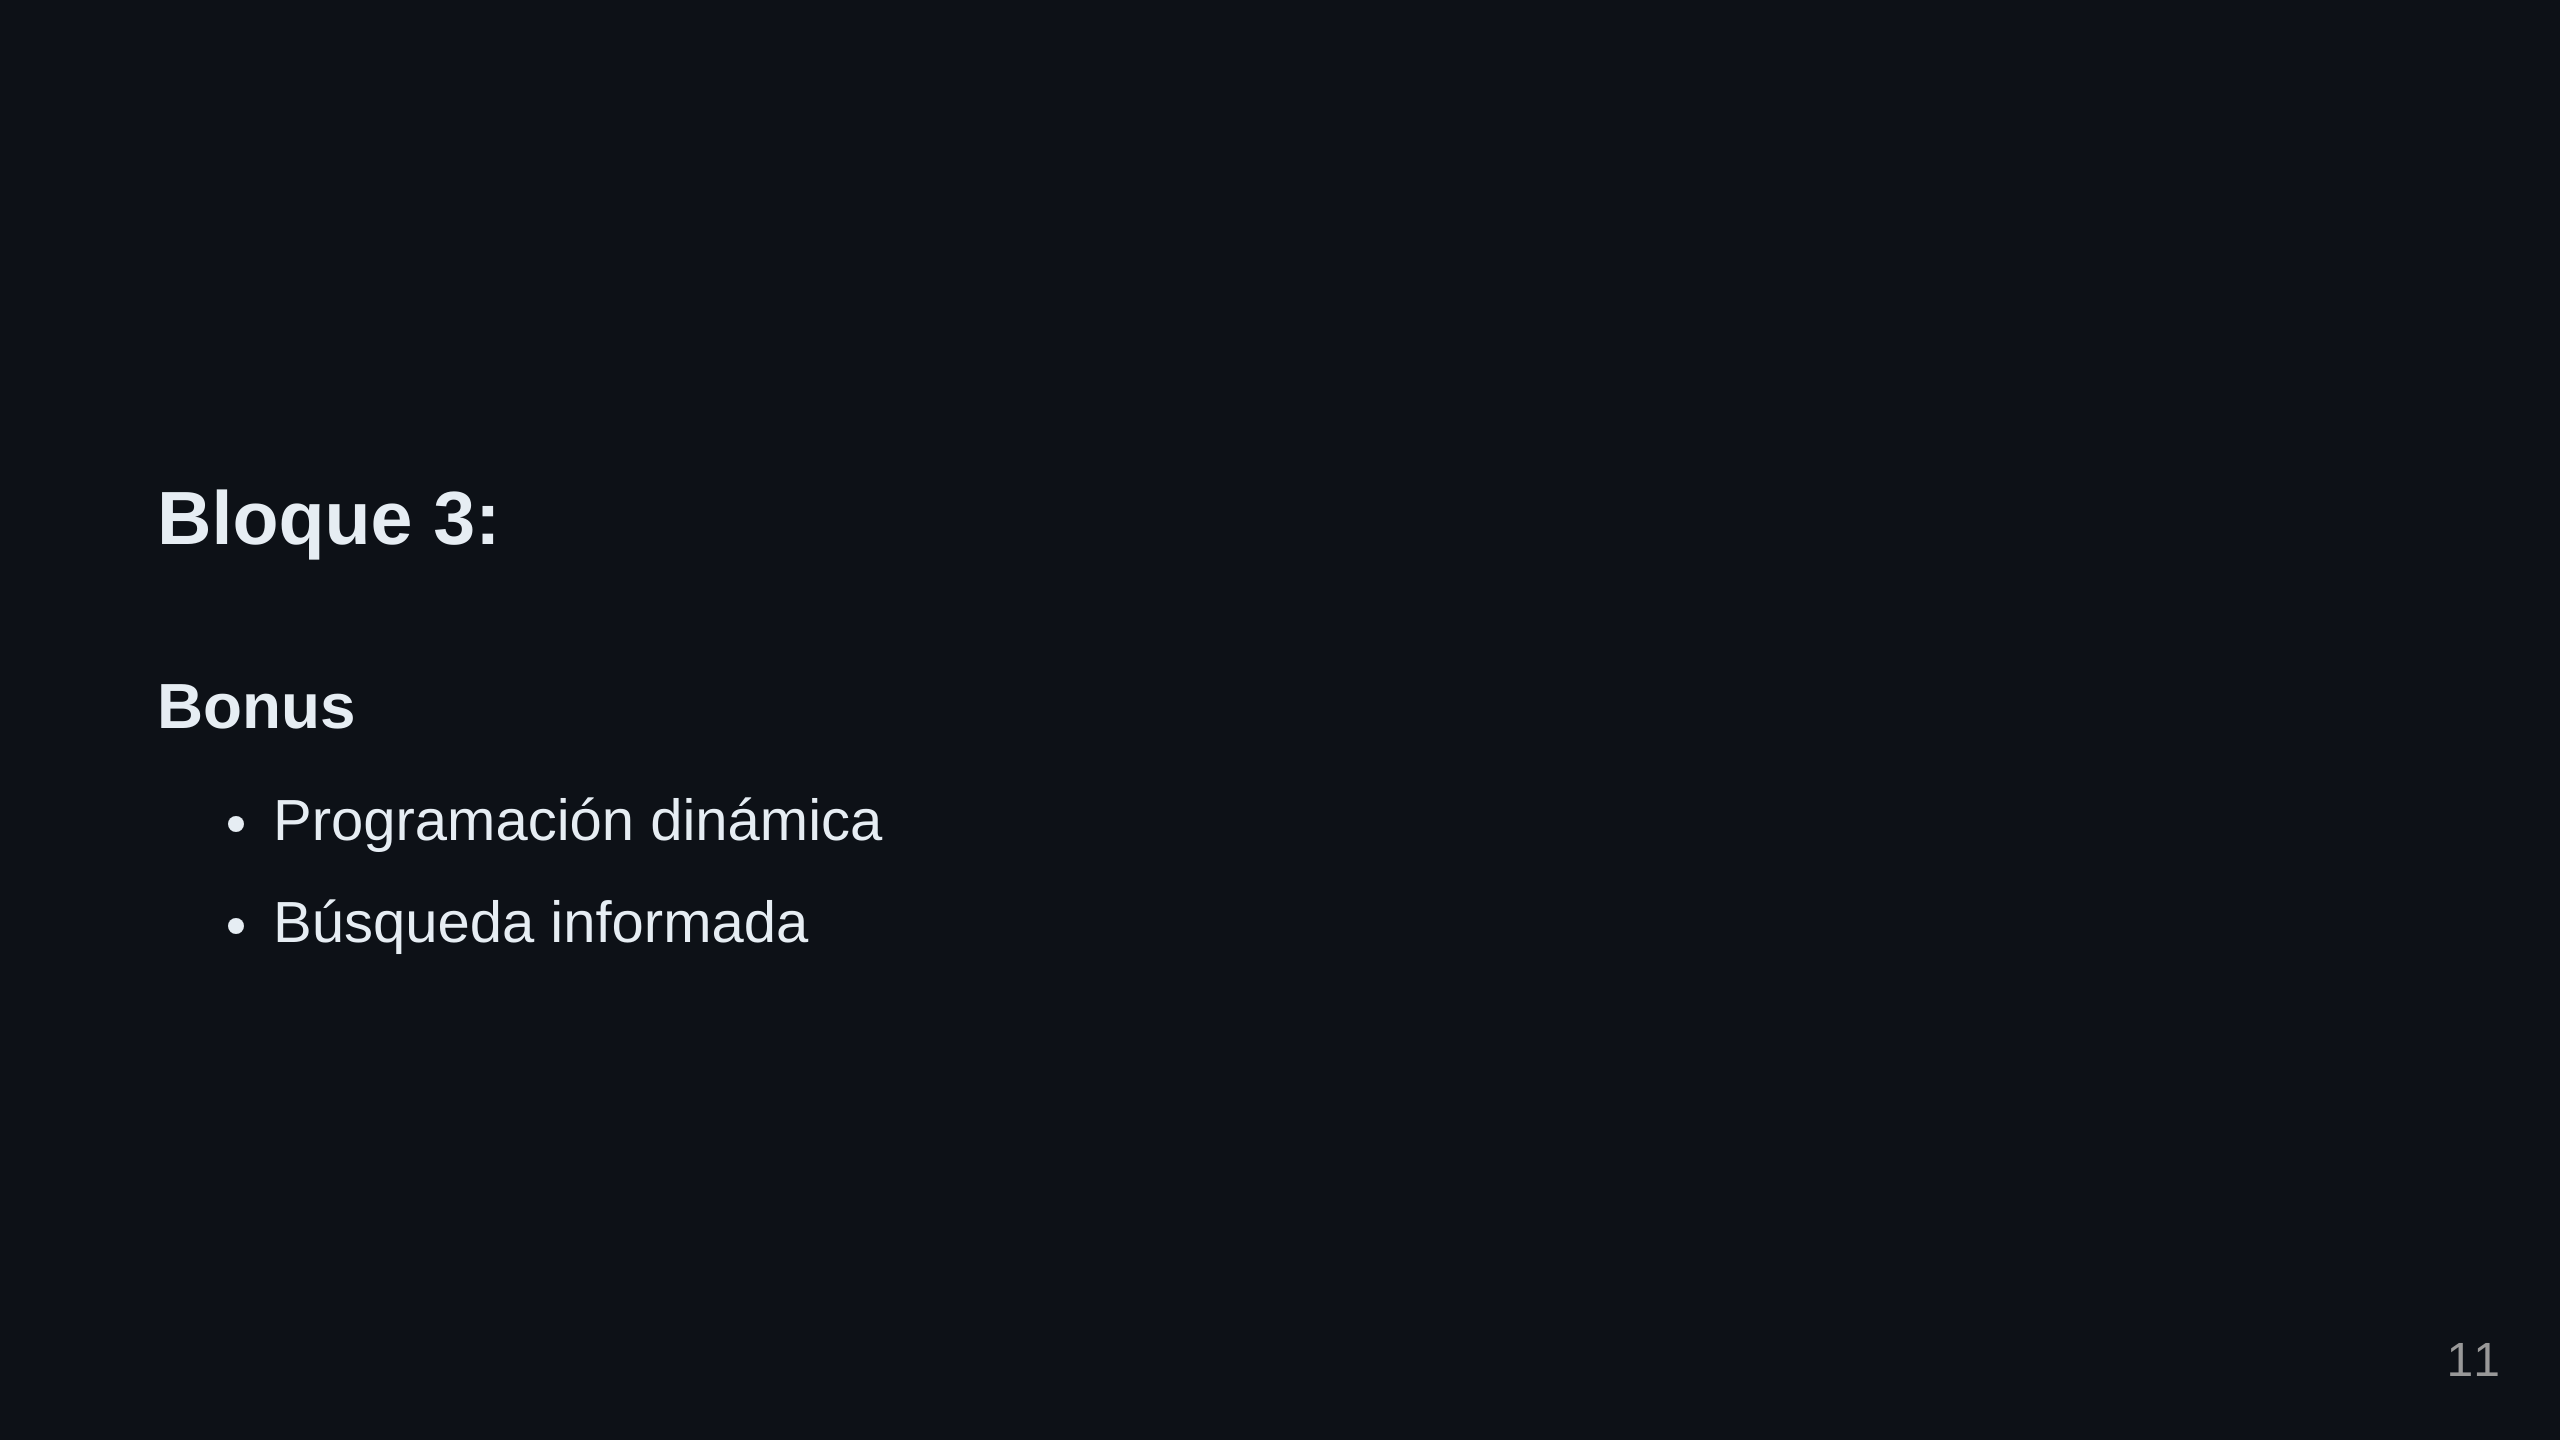 Bloque 3:
Bonus
• Programación dinámica
• Búsqueda informada
11